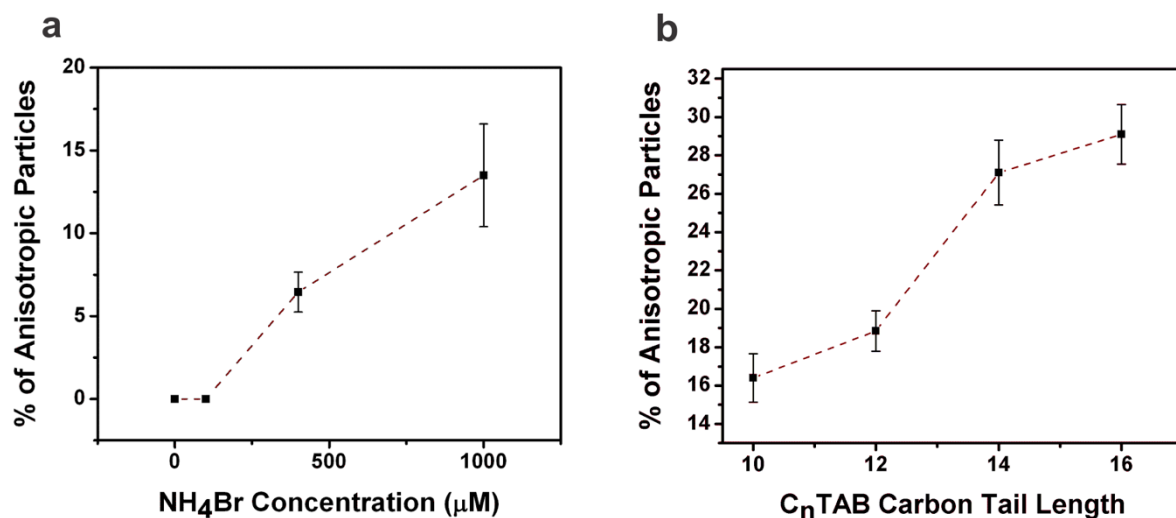 a
% of Anisotropic Particles
20
15
10
5
0
0 500 1000
NH4Br Concentration (μM)
b
% of Anisotropic Particles
32
30
28
26
24
22
20
18
16
14
10 12 14 16
CnTAB Carbon Tail Length